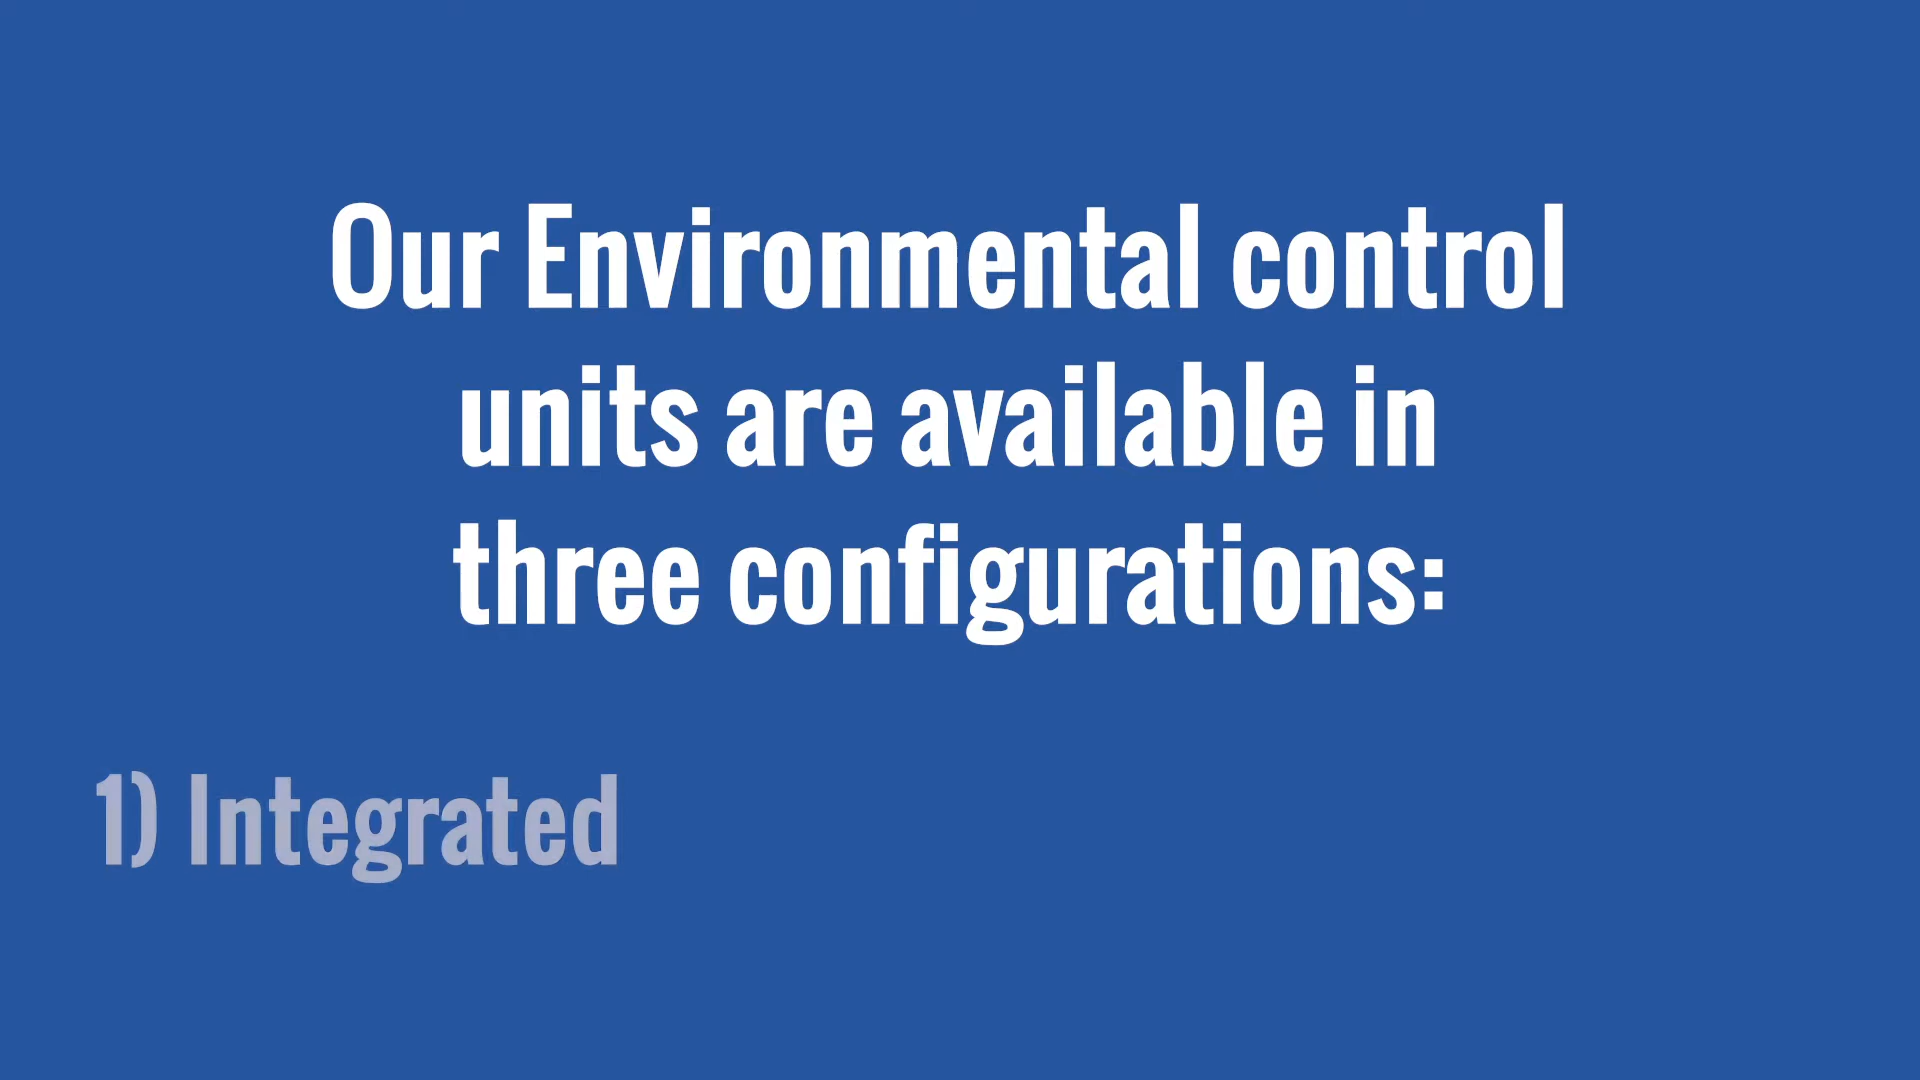 Our Environmental control
units are available in
three configurations:
1) Integrated